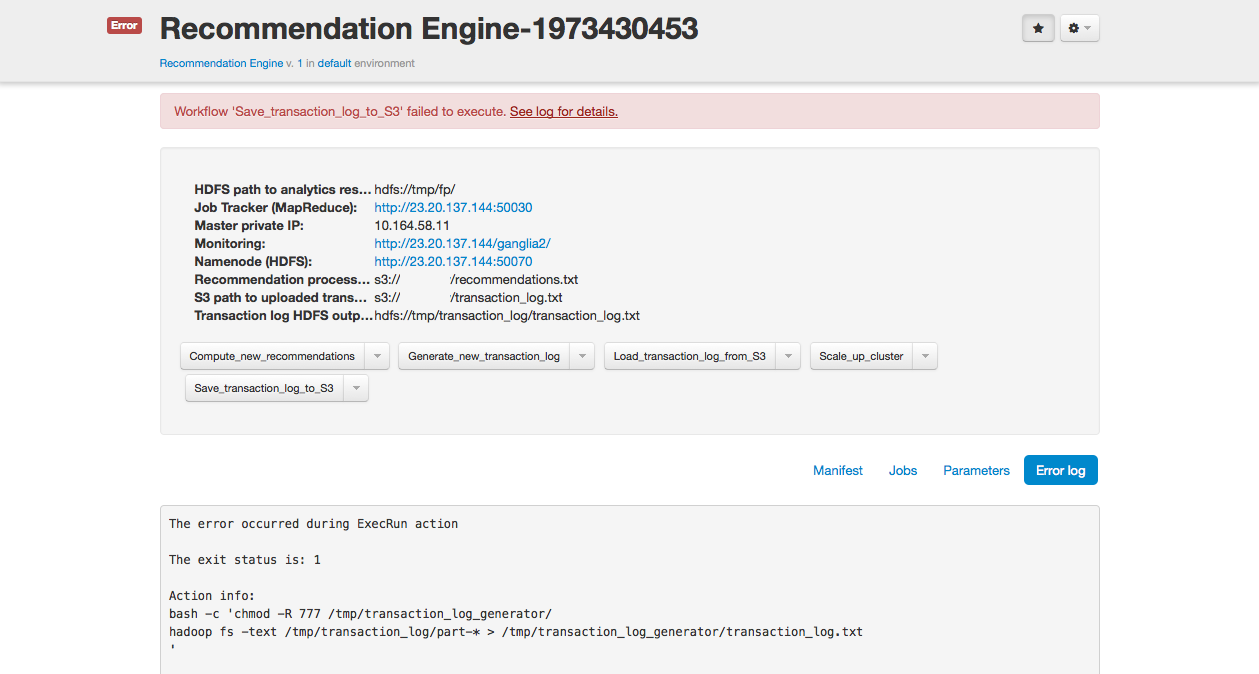 Error
Recommendation Engine-1973430453
Recommendation Engine v. 1 in default environment
Workflow 'Save_transaction_log_to_S3' failed to execute. See log for details.
HDFS path to analytics res... hdfs://tmp/fp/
Job Tracker (MapReduce): http://23.20.137.144:50030
Master private IP: 10.164.58.11
Monitoring: http://23.20.137.144/ganglia2/
Namenode (HDFS): http://23.20.137.144:50070
Recommendation process... s3:// /recommendations.txt
S3 path to uploaded trans... s3:// /transaction_log.txt
Transaction log HDFS outp... hdfs://tmp/transaction_log/transaction_log.txt
Compute_new_recommendations Generate_new_transaction_log Load_transaction_log_from_S3 Scale_up_cluster
Save_transaction_log_to_S3
Manifest Jobs Parameters Error log
The error occurred during ExecRun action
The exit status is: 1
Action info:
bash -c 'chmod -R 777 /tmp/transaction_log_generator/
hadoop fs -text /tmp/transaction_log/part-* > /tmp/transaction_log_generator/transaction_log.txt
'